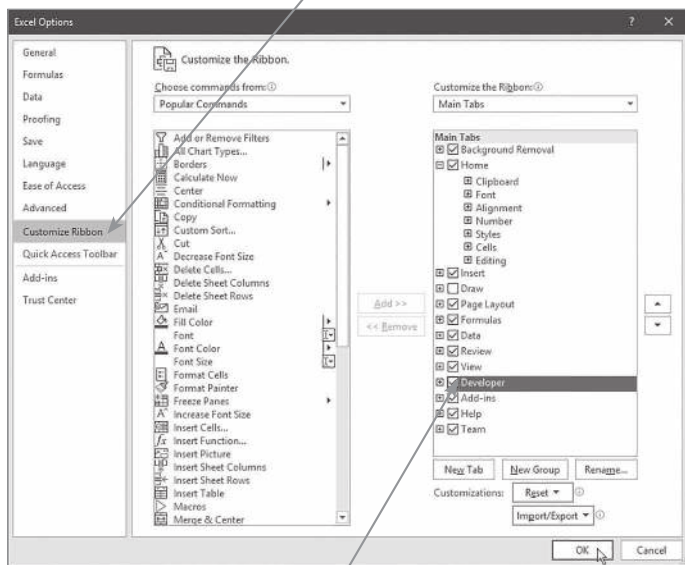 Excel Options
?
General
Formulas
Data
Proofing
Save
Language
Ease of Access
Advanced
Customize Ribbon
Quick Access Toolbar
Add-ins
Trust Center
Customize the Ribbon.
Choose commands from:
Popular Commands
Add or Remove Filters
All Chart Types...
Borders
Calculate Now
Center
Conditional Formatting
Copy
Custom Sort...
Cut
Decrease Font Size
Delete Cells...
Delete Sheet Columns
Delete Sheet Rows
Email
Fill Color
Font
Font Color
Font Size
Format Cells
Format Painter
Freeze Panes
Increase Font Size
Insert Cells...
Insert Function...
Insert Picture
Insert Sheet Columns
Insert Sheet Rows
Insert Table
Macros
Merge & Center
Add >>
<< Remove
Customize the Ribbon:
Main Tabs
Main Tabs
Background Removal
Home
Clipboard
Font
Alignment
Number
Styles
Cells
Editing
Insert
Draw
Page Layout
Formulas
Data
Review
View
Developer
Add-ins
Help
Team
New Tab
New Group
Rename...
Customizations:
Reset
Import/Export
OK
Cancel